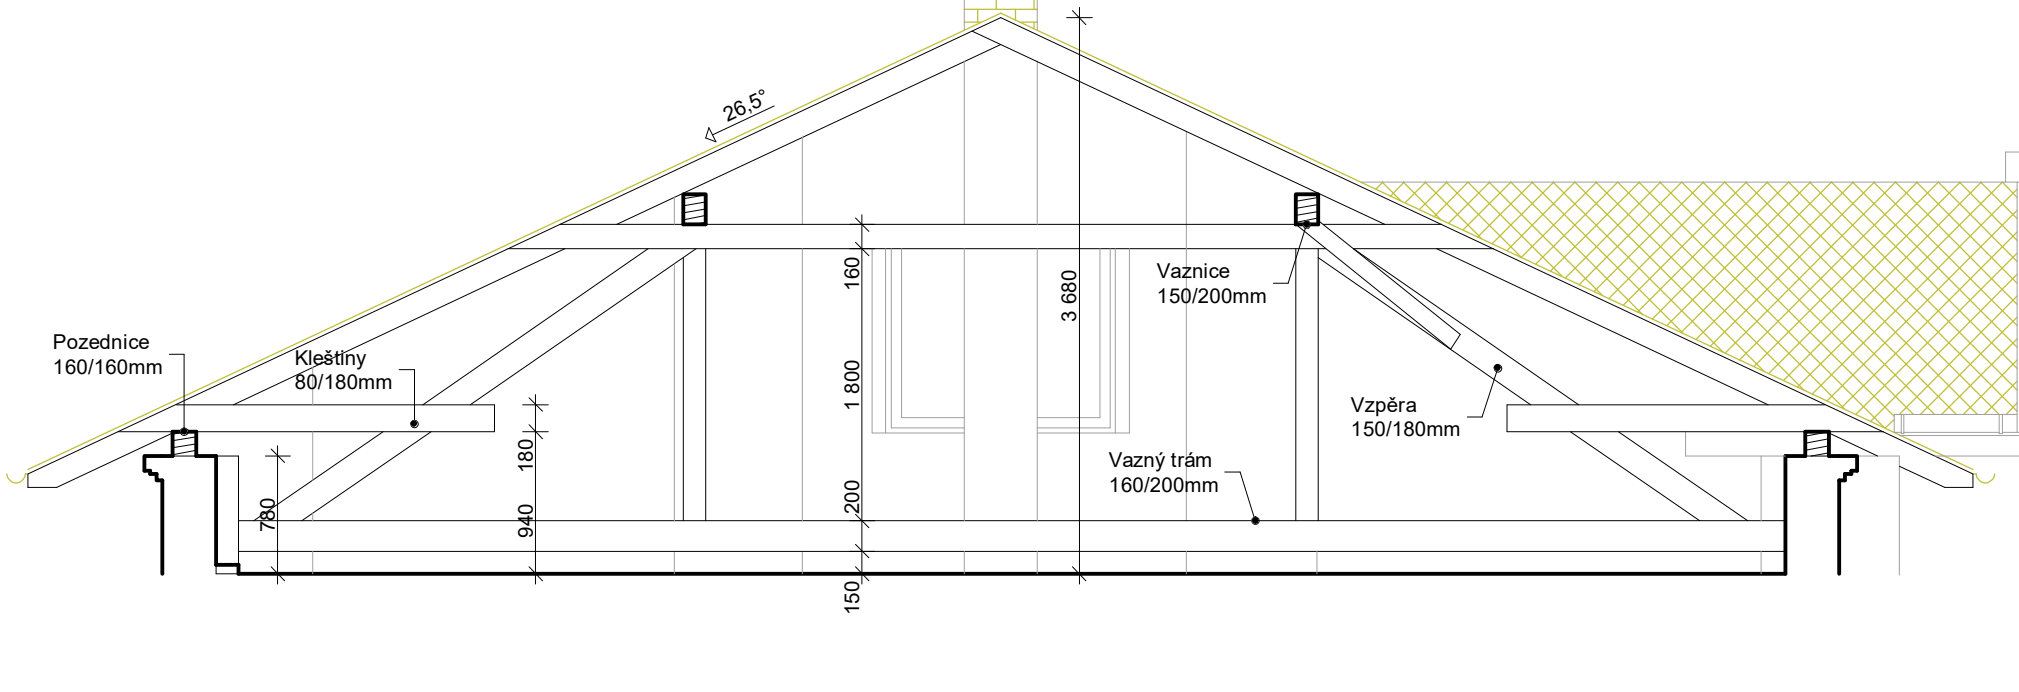 26,5°
3 680
160
Vaznice
150/200mm
Pozednice
160/160mm
Kleštiny
80/180mm
1 800
Vzpěra
150/180mm
180
Vazný trám
160/200mm
200
780
940
150